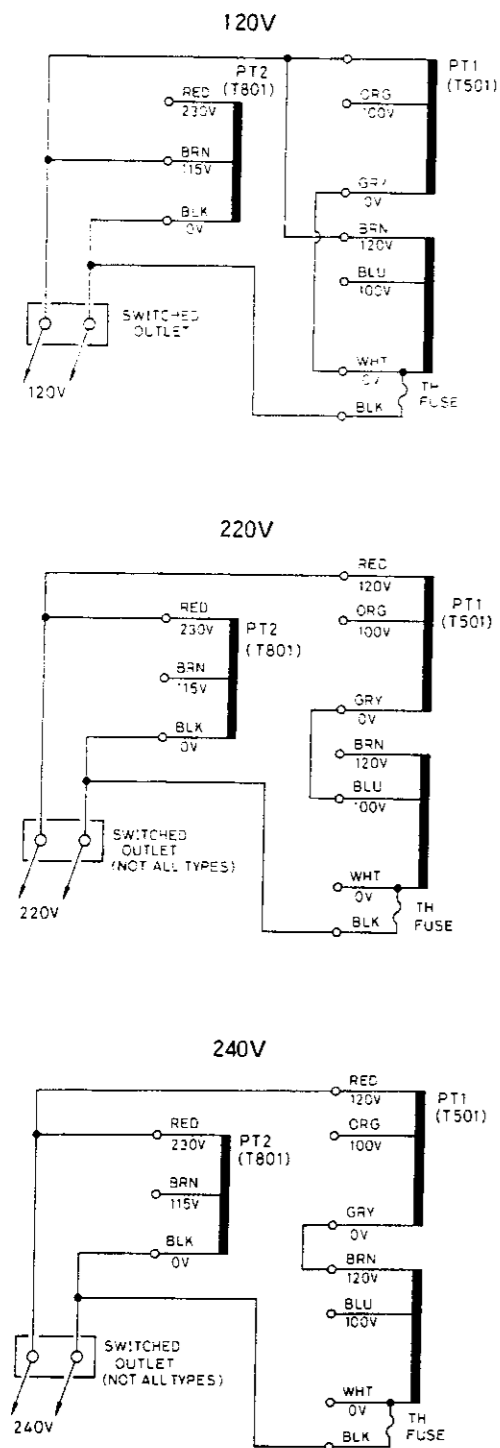 120V
PT2
(T801)
PT1
(T501)
RED
230V
ORG
100V
BRN
115V
GRY
0V
BLK
0V
BRN
120V
BLU
100V
SWITCHED
OUTLET
120V
WHT
0V
TH
FUSE
BLK
220V
RED
120V
PT1
(T501)
RED
230V
PT2
(T801)
ORG
100V
BRN
115V
GRY
0V
BLK
0V
BRN
120V
BLU
100V
SWITCHED
OUTLET
(NOT ALL TYPES)
220V
WHT
0V
TH
FUSE
BLK
240V
RED
120V
PT1
(T501)
RED
230V
PT2
(T801)
ORG
100V
BRN
115V
GRY
0V
BLK
0V
BRN
120V
BLU
100V
SWITCHED
OUTLET
(NOT ALL TYPES)
240V
WHT
0V
TH
FUSE
BLK